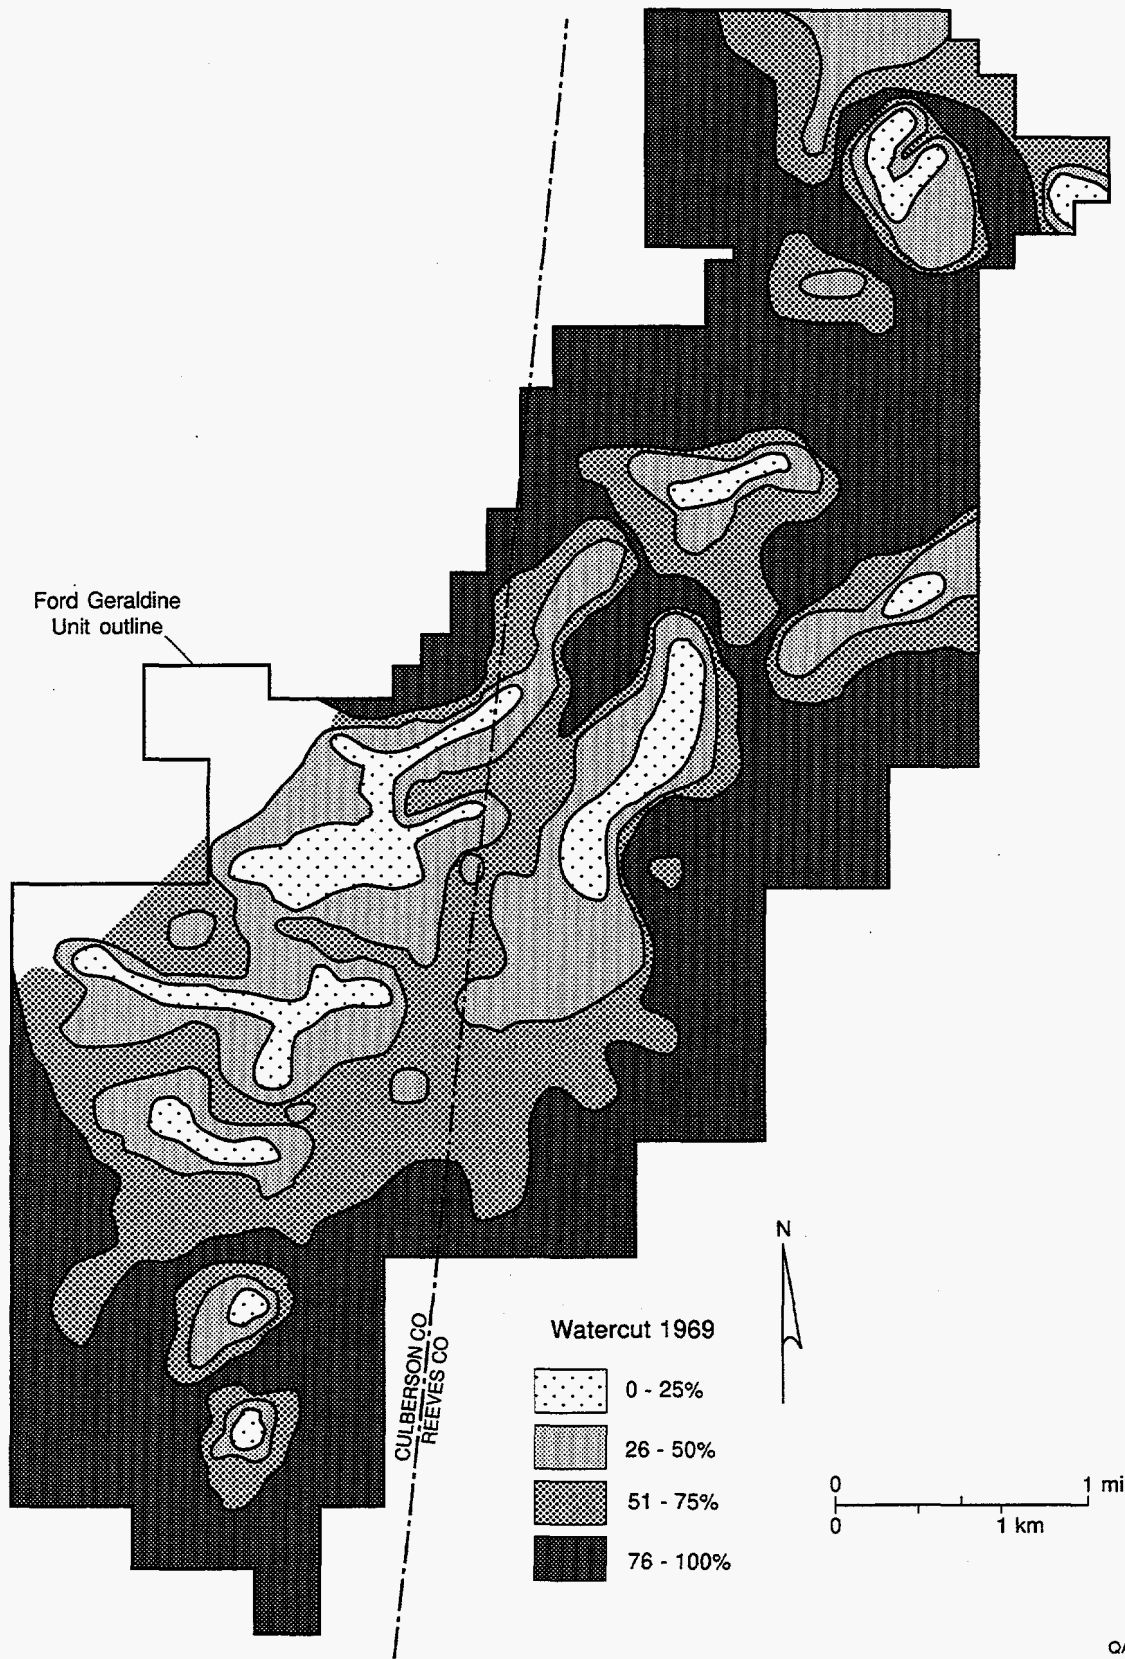 Ford Geraldine
Unit outline
CULBERSON CO
REEVES CO
N
Watercut 1969
0 - 25%
26 - 50%
51 - 75%
76 - 100%
0 1 mi
0 1 km
QA